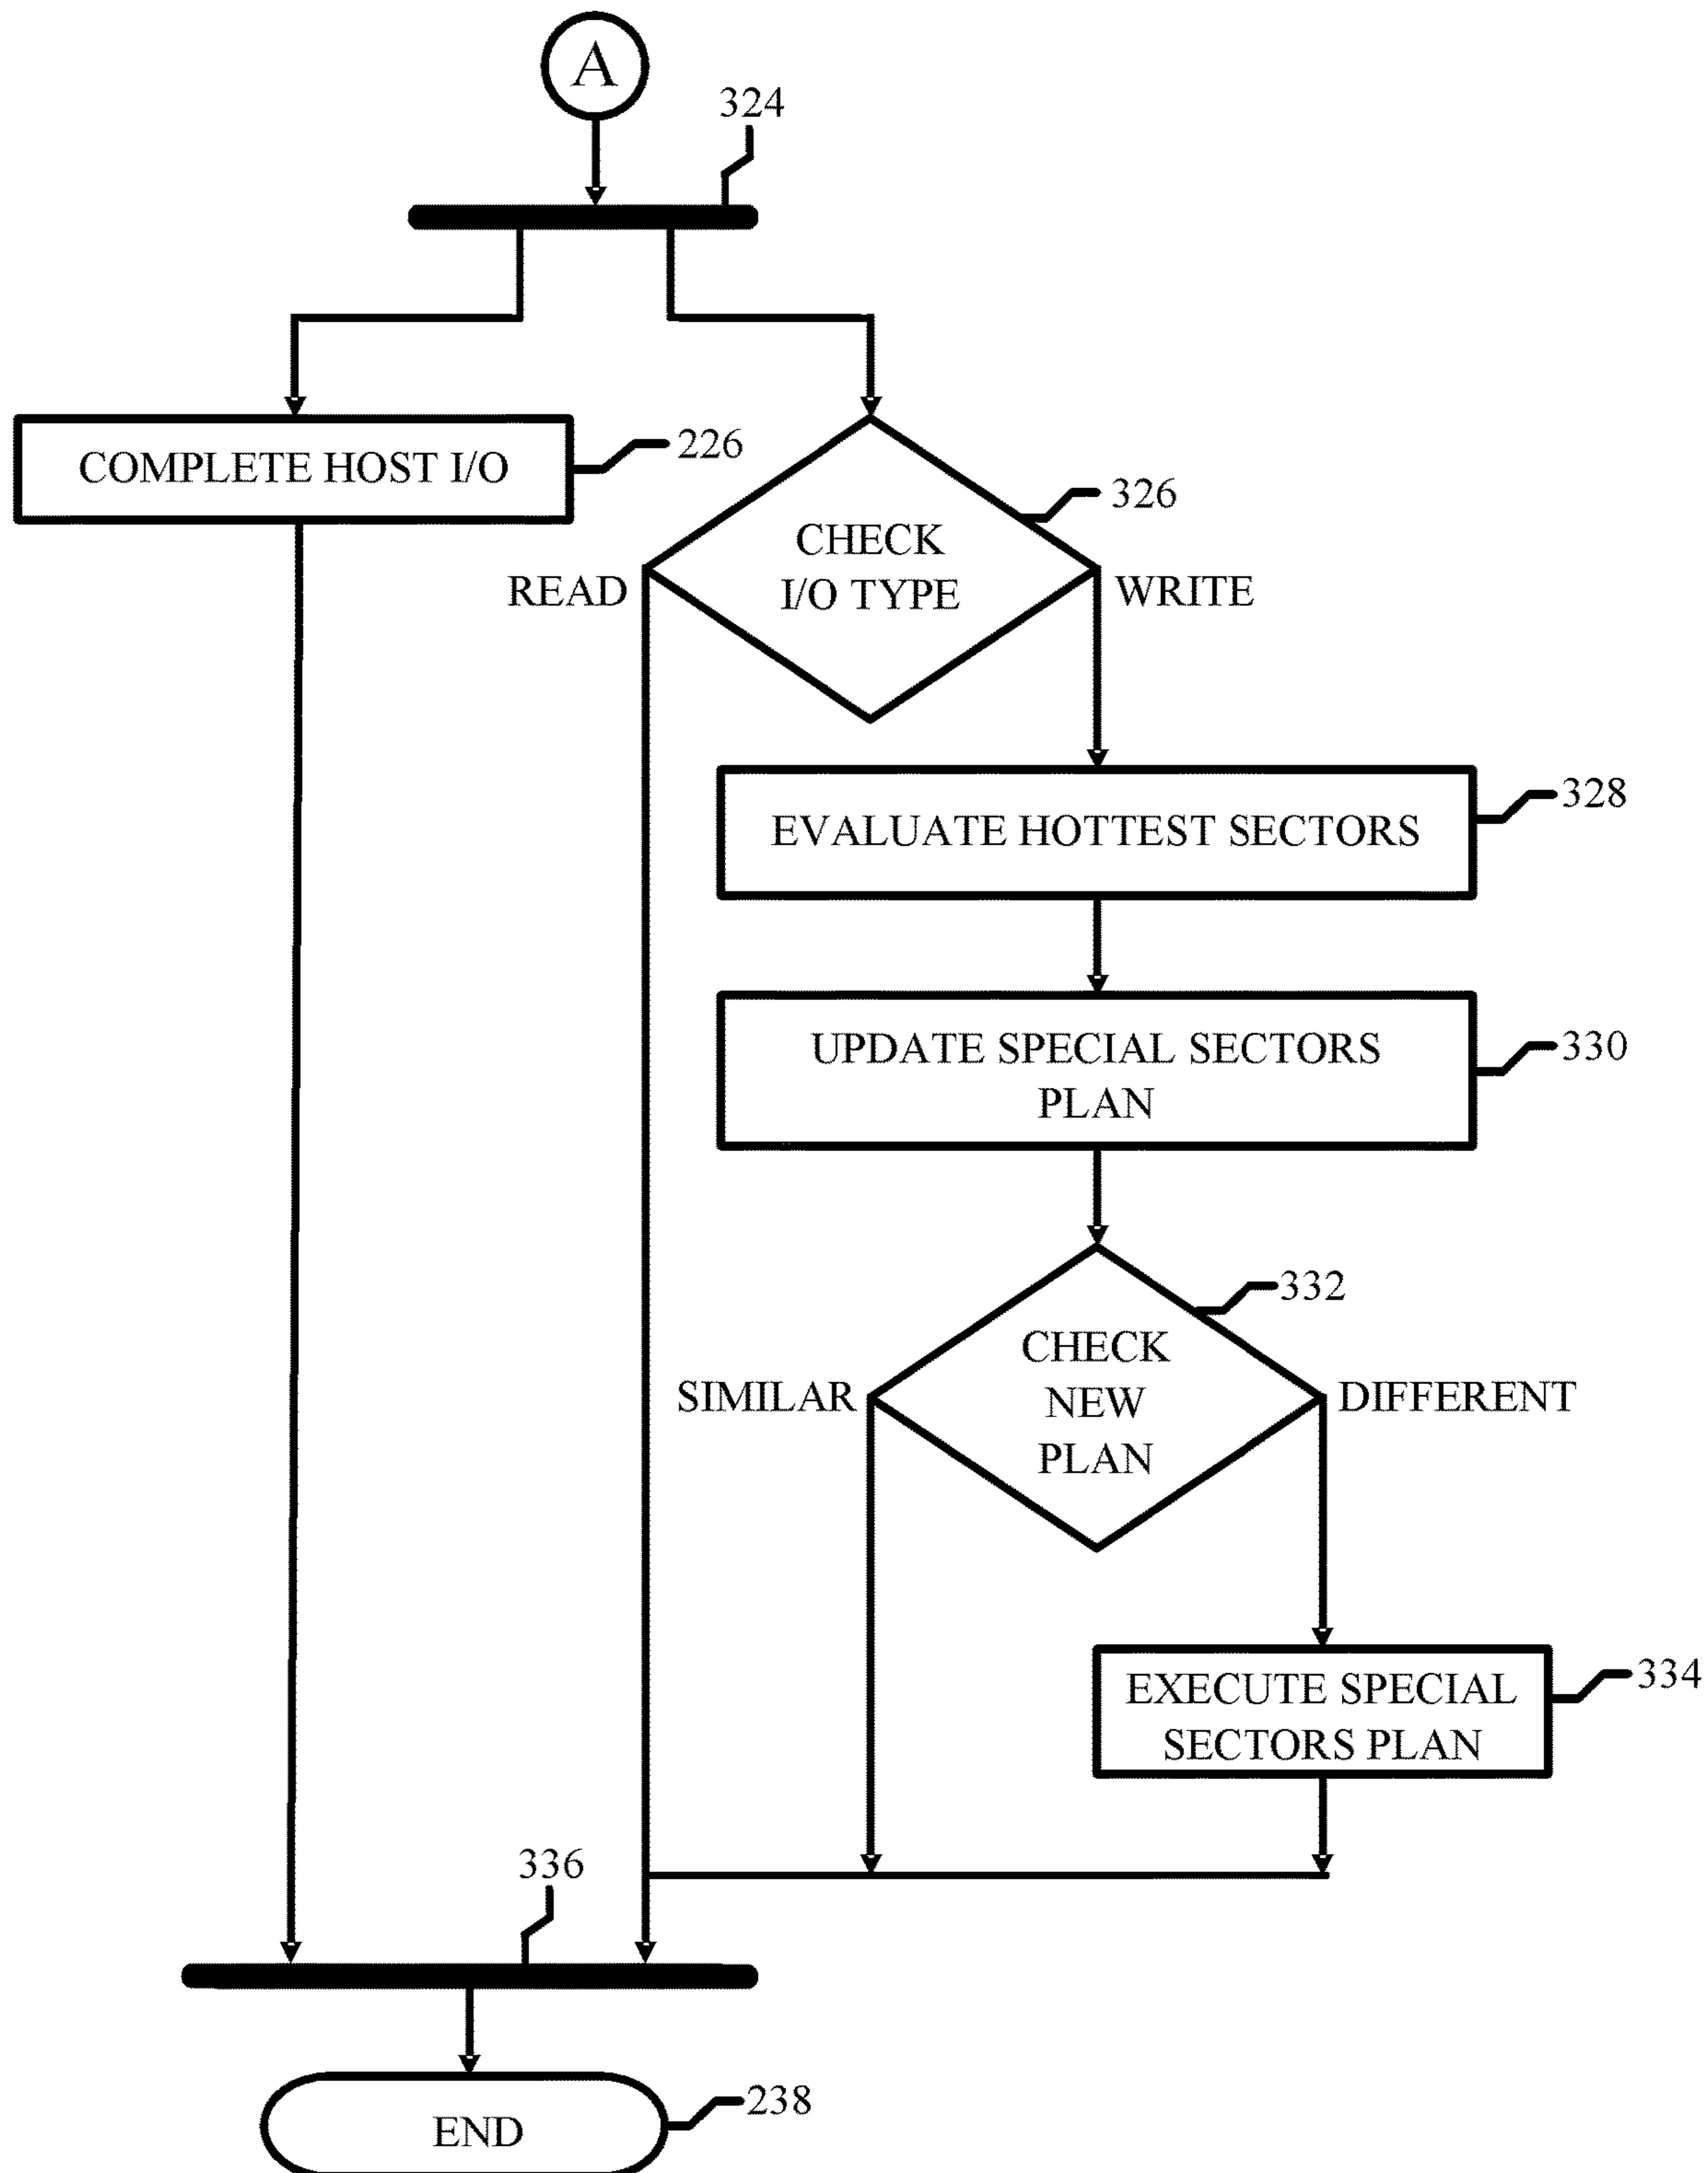 A
324
COMPLETE HOST I/O
226
326
CHECK
I/O TYPE
READ
WRITE
328
EVALUATE HOTTEST SECTORS
330
UPDATE SPECIAL SECTORS
PLAN
332
CHECK
NEW
PLAN
SIMILAR
DIFFERENT
334
EXECUTE SPECIAL
SECTORS PLAN
336
238
END